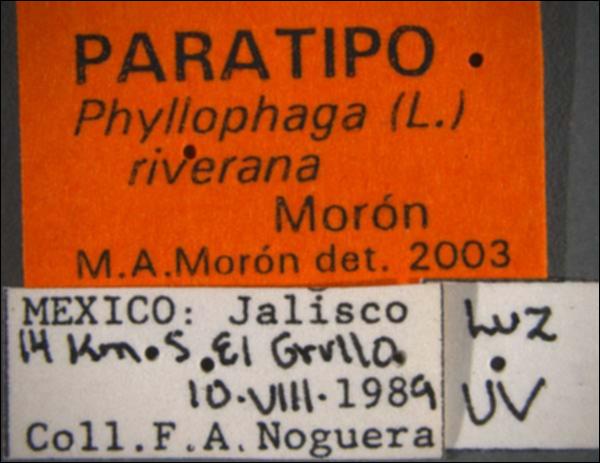 PARATIPO
Phyllophaga (L.)
riverana
Morón
M.A.Morón det. 2003
MEXICO: Jalisco
14 Km. S. El Grullo
10.VIII.1989
Coll.F.A.Noguera
Luz
UV